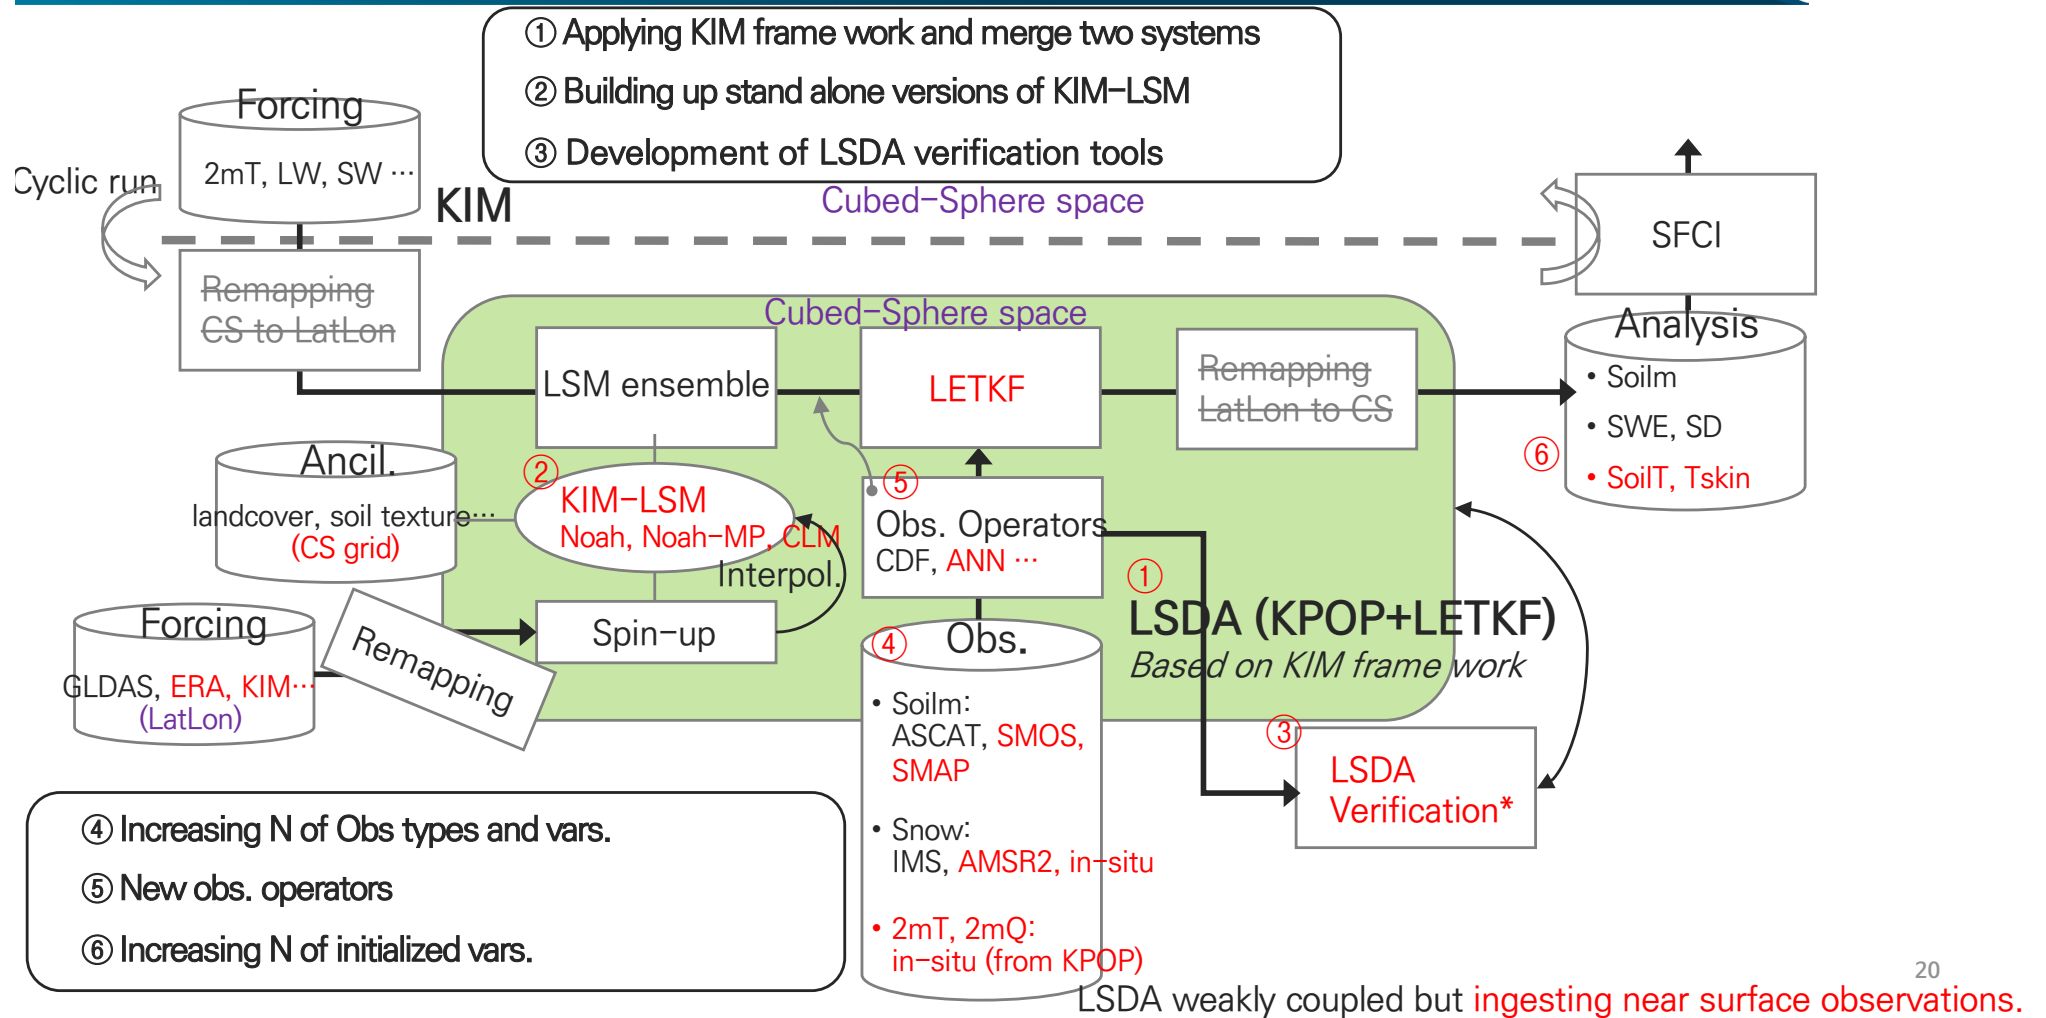 ① Applying KIM frame work and merge two systems
② Building up stand alone versions of KIM-LSM
③ Development of LSDA verification tools
Forcing
2mT, LW, SW ···
Cyclic run
KIM
Cubed-Sphere space
SFCI
Remapping
CS to LatLon
Cubed-Sphere space
LSM ensemble
LETKF
Remapping
LatLon to CS
Analysis
• Soilm
• SWE, SD
• SoilT, Tskin
⑥
Ancil.
landcover, soil texture···
(CS grid)
②
KIM-LSM
Noah, Noah-MP, CLM
Interpol.
⑤
Obs. Operators
CDF, ANN ···
①
LSDA (KPOP+LETKF)
Based on KIM frame work
Forcing
GLDAS, ERA, KIM···
(LatLon)
Remapping
Spin-up
④
Obs.
• Soilm:
ASCAT, SMOS,
SMAP
• Snow:
IMS, AMSR2, in-situ
• 2mT, 2mQ:
in-situ (from KPOP)
③
LSDA
Verification*
④ Increasing N of Obs types and vars.
⑤ New obs. operators
⑥ Increasing N of initialized vars.
20
LSDA weakly coupled but ingesting near surface observations.